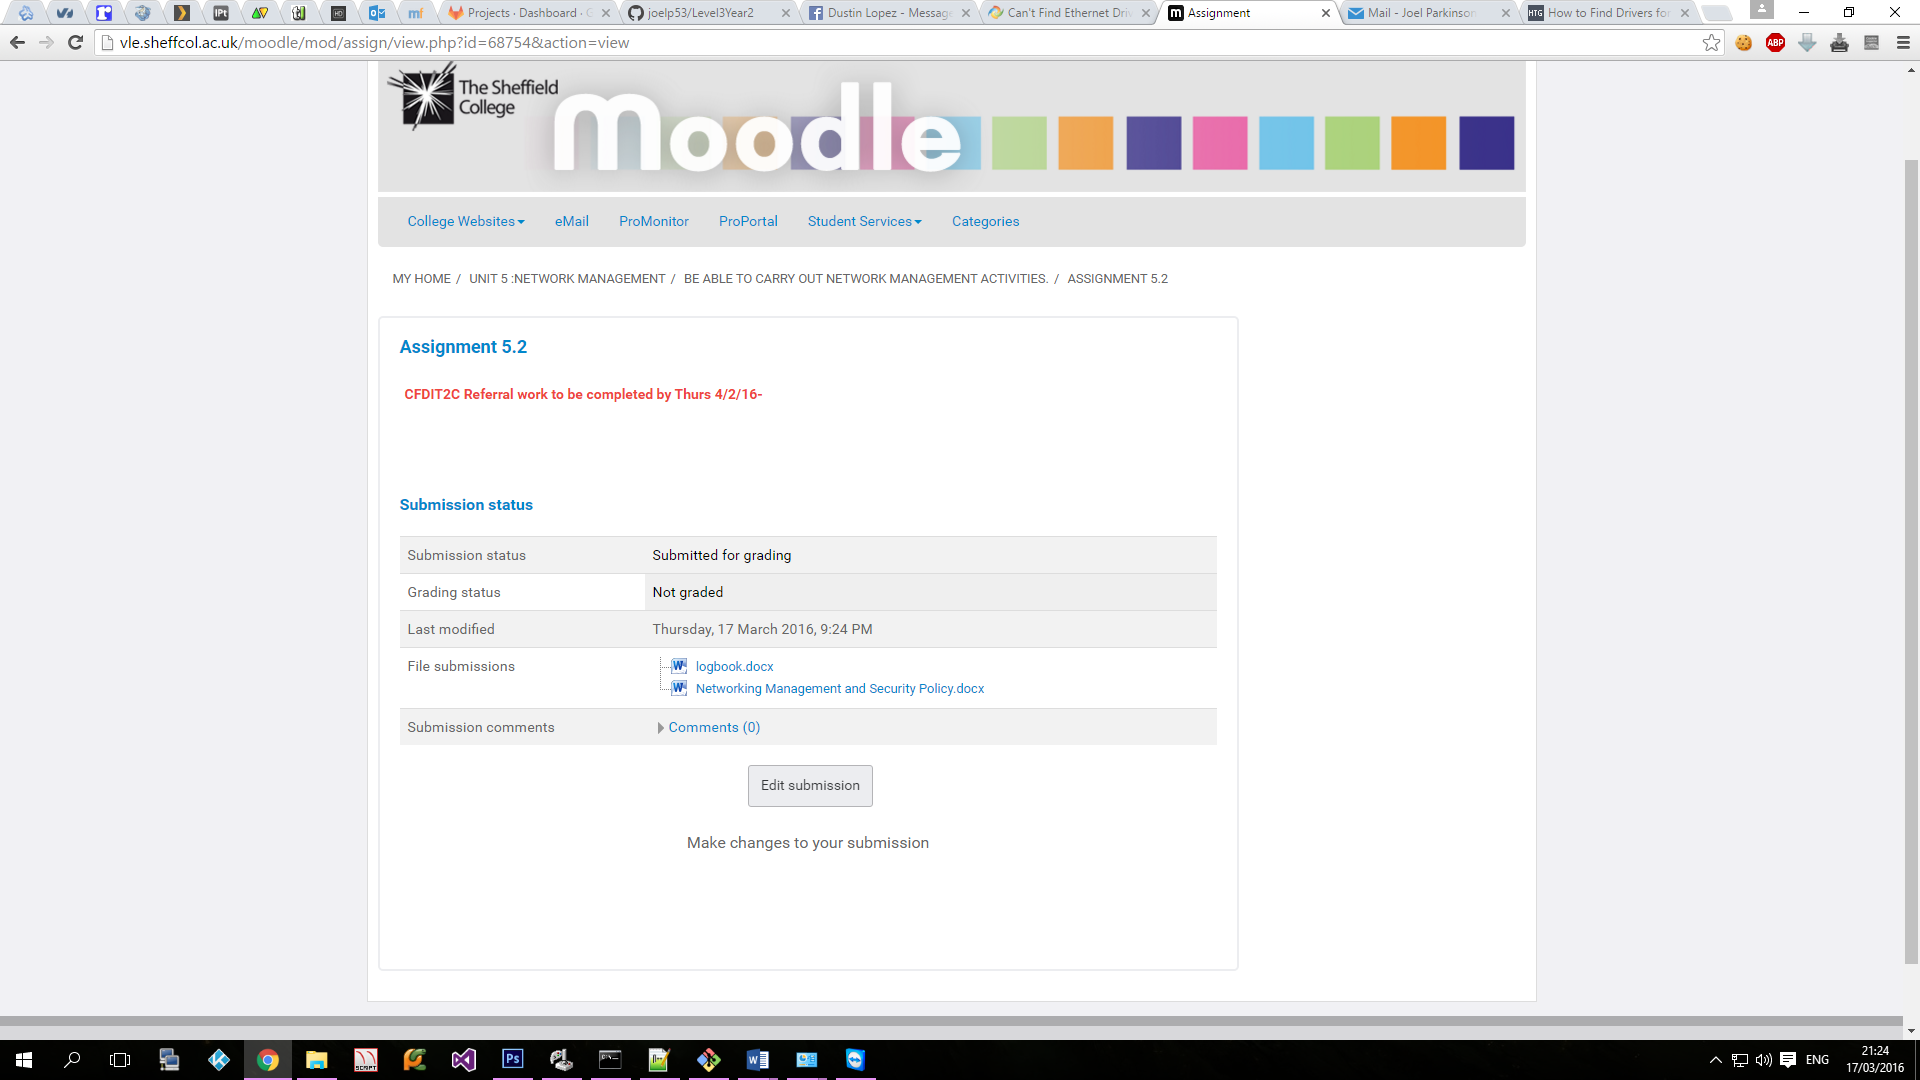 Projects · Dashboard · G
joelp53/Level3Year2
Dustin Lopez - Message
Can't Find Ethernet Driv
Assignment
Mail - Joel Parkinson
How to Find Drivers for
vle.sheffcol.ac.uk/moodle/mod/assign/view.php?id=68754&action=view
ABP
The Sheffield
College
moodle
College Websites
eMail
ProMonitor
ProPortal
Student Services
Categories
MY HOME / UNIT 5 :NETWORK MANAGEMENT / BE ABLE TO CARRY OUT NETWORK MANAGEMENT ACTIVITIES. / ASSIGNMENT 5.2
Assignment 5.2
CFDIT2C Referral work to be completed by Thurs 4/2/16-
Submission status
Submission status Submitted for grading
Grading status Not graded
Last modified Thursday, 17 March 2016, 9:24 PM
File submissions logbook.docx
Networking Management and Security Policy.docx
Submission comments Comments (0)
Edit submission
Make changes to your submission
ENG
21:24
17/03/2016